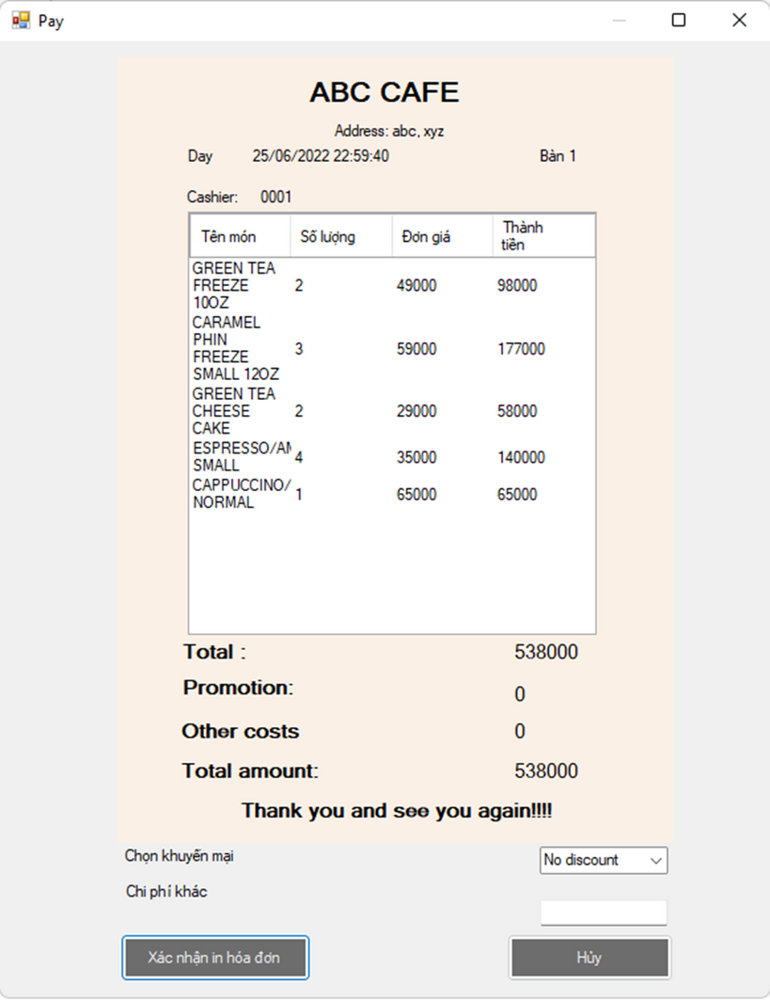 Pay
ABC CAFE
Address: abc, xyz
Day 25/06/2022 22:59:40 Bàn 1
Cashier: 0001
Tên món Số lượng Đơn giá Thành tiền
GREEN TEA FREEZE 10OZ 2 49000 98000
CARAMEL PHIN FREEZE SMALL 12OZ 3 59000 177000
GREEN TEA CHEESE CAKE 2 29000 58000
ESPRESSO/AM SMALL 4 35000 140000
CAPPUCCINO/ NORMAL 1 65000 65000
Total : 538000
Promotion: 0
Other costs 0
Total amount: 538000
Thank you and see you again!!!!
Chọn khuyến mại No discount
Chi phí khác
Xác nhận in hóa đơn Hủy